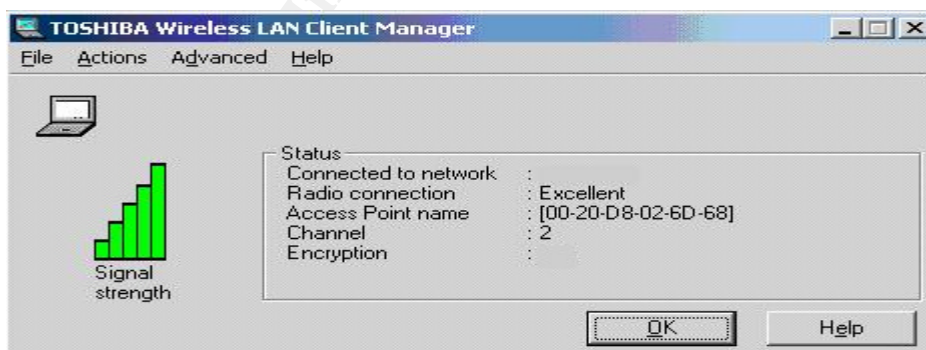 TOSHIBA Wireless LAN Client Manager
File Actions Advanced Help
Status
Connected to network :
Radio connection : Excellent
Access Point name : [00-20-D8-02-6D-68]
Channel : 2
Encryption :
Signal
strength
OK Help